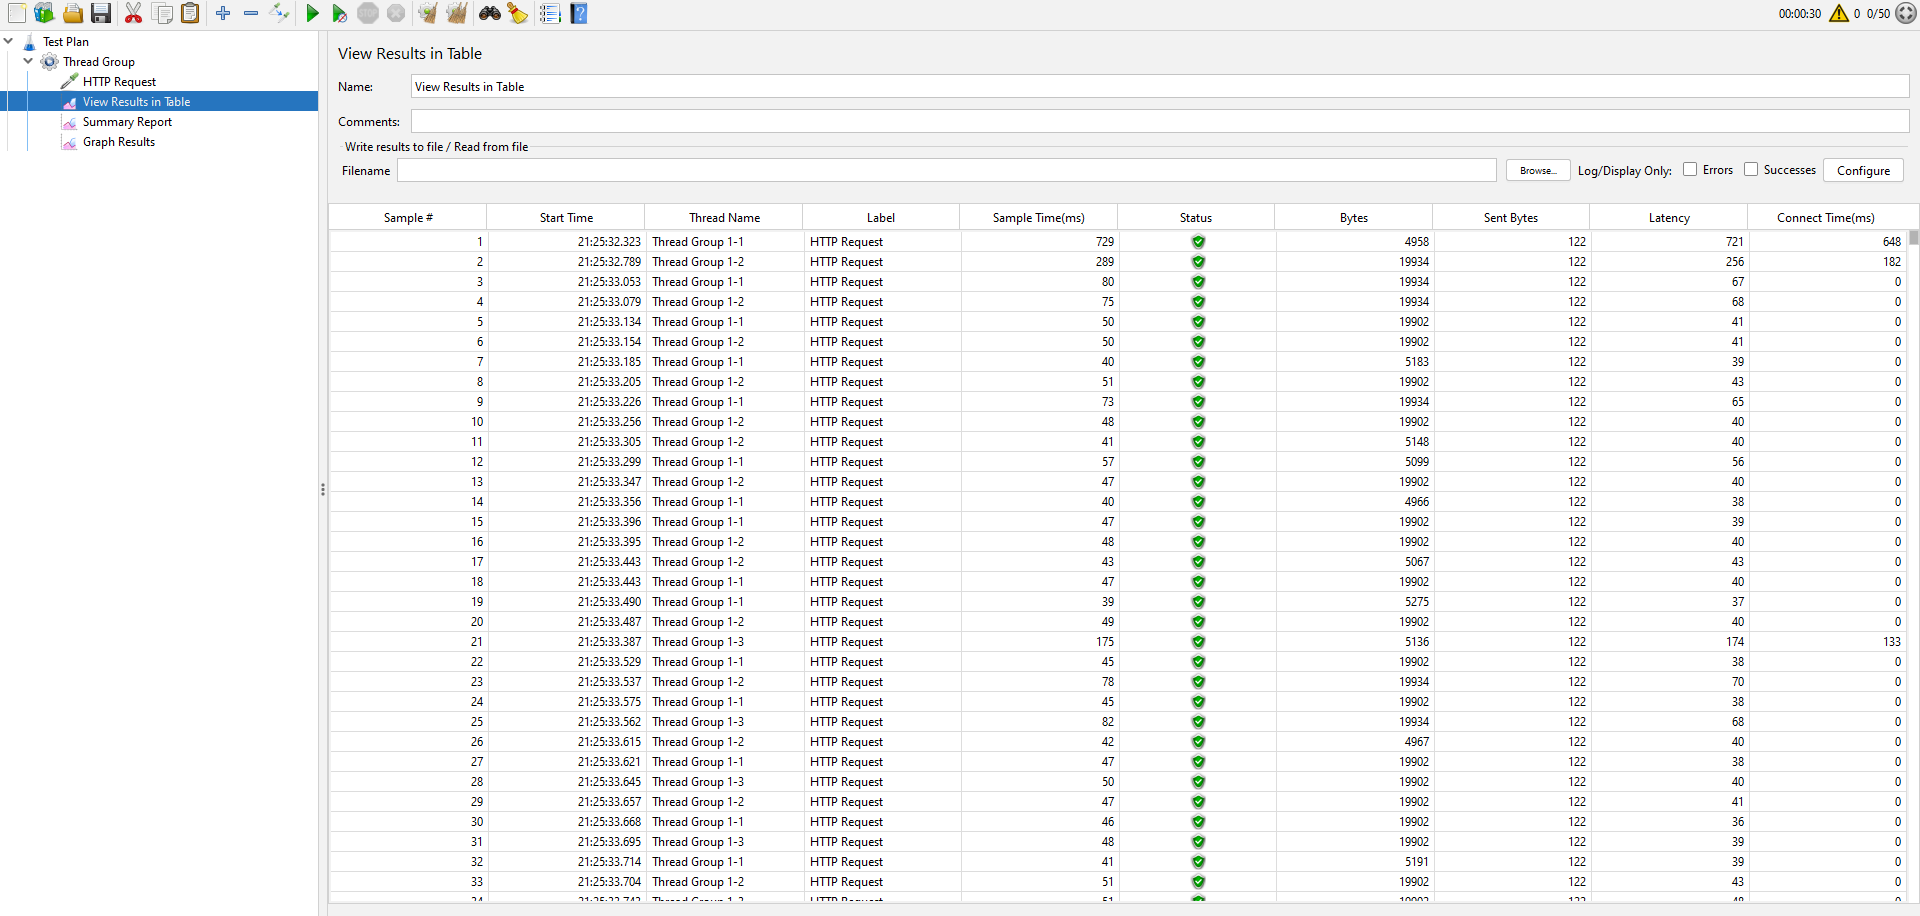 00:00:30 0 0/50
Test Plan
Thread Group
HTTP Request
View Results in Table
Summary Report
Graph Results
View Results in Table
Name: View Results in Table
Comments:
Write results to file / Read from file
Filename Browse... Log/Display Only: Errors Successes Configure
Sample # Start Time Thread Name Label Sample Time(ms) Status Bytes Sent Bytes Latency Connect Time(ms)
1 21:25:32.323 Thread Group 1-1 HTTP Request 729 4958 122 721 648
2 21:25:32.789 Thread Group 1-2 HTTP Request 289 19934 122 256 182
3 21:25:33.053 Thread Group 1-1 HTTP Request 80 19934 122 67 0
4 21:25:33.079 Thread Group 1-2 HTTP Request 75 19934 122 68 0
5 21:25:33.134 Thread Group 1-1 HTTP Request 50 19902 122 41 0
6 21:25:33.154 Thread Group 1-2 HTTP Request 50 19902 122 41 0
7 21:25:33.185 Thread Group 1-1 HTTP Request 40 5183 122 39 0
8 21:25:33.205 Thread Group 1-2 HTTP Request 51 19902 122 43 0
9 21:25:33.226 Thread Group 1-1 HTTP Request 73 19934 122 65 0
10 21:25:33.256 Thread Group 1-2 HTTP Request 48 19902 122 40 0
11 21:25:33.305 Thread Group 1-2 HTTP Request 41 5148 122 40 0
12 21:25:33.299 Thread Group 1-1 HTTP Request 57 5099 122 56 0
13 21:25:33.347 Thread Group 1-2 HTTP Request 47 19902 122 40 0
14 21:25:33.356 Thread Group 1-1 HTTP Request 40 4966 122 38 0
15 21:25:33.396 Thread Group 1-1 HTTP Request 47 19902 122 39 0
16 21:25:33.395 Thread Group 1-2 HTTP Request 48 19902 122 40 0
17 21:25:33.443 Thread Group 1-2 HTTP Request 43 5067 122 43 0
18 21:25:33.443 Thread Group 1-1 HTTP Request 47 19902 122 40 0
19 21:25:33.490 Thread Group 1-1 HTTP Request 39 5275 122 37 0
20 21:25:33.487 Thread Group 1-2 HTTP Request 49 19902 122 40 0
21 21:25:33.387 Thread Group 1-3 HTTP Request 175 5136 122 174 133
22 21:25:33.529 Thread Group 1-1 HTTP Request 45 19902 122 38 0
23 21:25:33.537 Thread Group 1-2 HTTP Request 78 19934 122 70 0
24 21:25:33.575 Thread Group 1-1 HTTP Request 45 19902 122 38 0
25 21:25:33.562 Thread Group 1-3 HTTP Request 82 19934 122 68 0
26 21:25:33.615 Thread Group 1-2 HTTP Request 42 4967 122 40 0
27 21:25:33.621 Thread Group 1-1 HTTP Request 47 19902 122 38 0
28 21:25:33.645 Thread Group 1-3 HTTP Request 50 19902 122 40 0
29 21:25:33.657 Thread Group 1-2 HTTP Request 47 19902 122 41 0
30 21:25:33.668 Thread Group 1-1 HTTP Request 46 19902 122 36 0
31 21:25:33.695 Thread Group 1-3 HTTP Request 48 19902 122 39 0
32 21:25:33.714 Thread Group 1-1 HTTP Request 41 5191 122 39 0
33 21:25:33.704 Thread Group 1-2 HTTP Request 51 19902 122 43 0